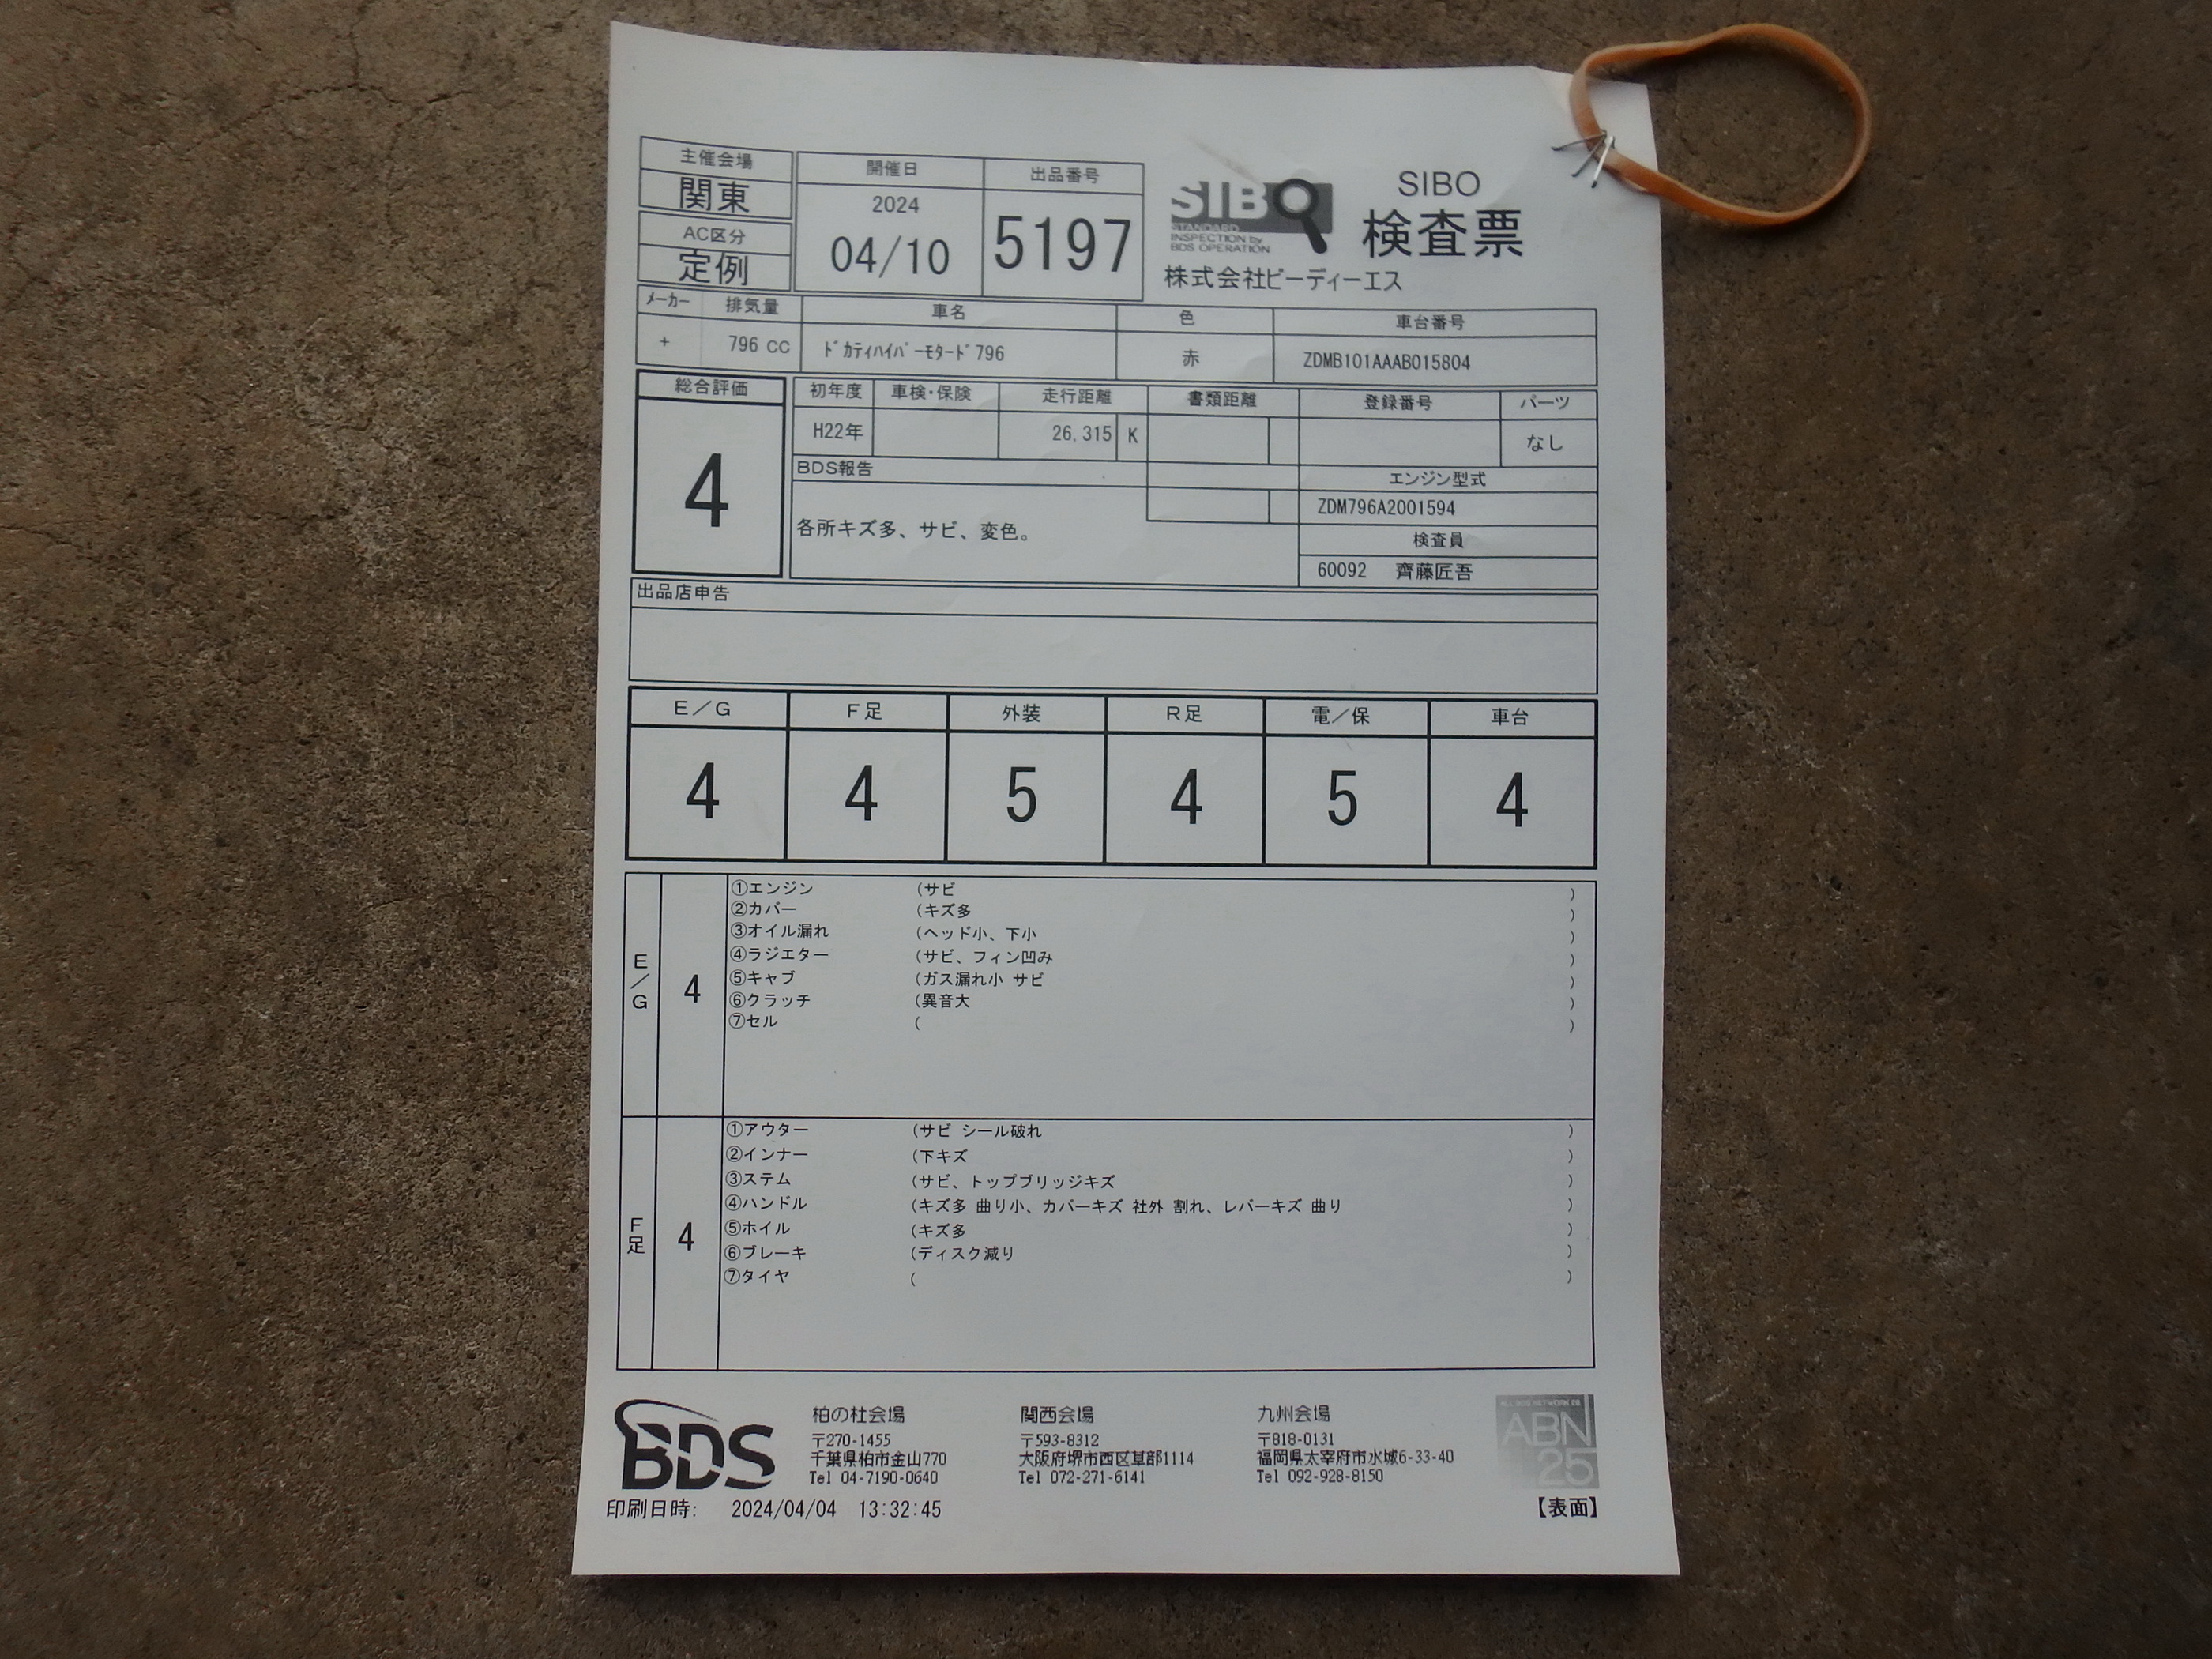 主催会場
関東
AC区分
定例
開催日
2024
04/10
出品番号
5197
SIBO
STANDARD
INSPECTION by
BDS OPERATION
SIBO
検査票
株式会社ビーディーエス
メーカー 排気量 車名 色 車台番号
+ 796 CC ﾄﾞｶﾃｨﾊｲﾊﾟｰﾓﾀｰﾄﾞ796 赤 ZDMB101AAAB015804
総合評価
4
初年度 車検・保険 走行距離 書類距離 登録番号 パーツ
H22年 26,315 K なし
BDS報告
各所キズ多、サビ、変色。
エンジン型式
ZDM796A2001594
検査員
60092 齊藤匠吾
出品店申告
E/G F足 外装 R足 電/保 車台
4 4 5 4 5 4
E/G
4
①エンジン (サビ )
②カバー (キズ多 )
③オイル漏れ (ヘッド小、下小 )
④ラジエター (サビ、フィン凹み )
⑤キャブ (ガス漏れ小 サビ )
⑥クラッチ (異音大 )
⑦セル ( )
F足
4
①アウター (サビ シール破れ )
②インナー (下キズ )
③ステム (サビ、トップブリッジキズ )
④ハンドル (キズ多 曲り小、カバーキズ 社外 割れ、レバーキズ 曲り )
⑤ホイル (キズ多 )
⑥ブレーキ (ディスク減り )
⑦タイヤ ( )
BDS
柏の杜会場
〒270-1455
千葉県柏市金山770
Tel 04-7190-0640
関西会場
〒593-8312
大阪府堺市西区草部1114
Tel 072-271-6141
九州会場
〒818-0131
福岡県太宰府市水城6-33-40
Tel 092-928-8150
ALL BDS NETWORK 25
ABN
25
印刷日時: 2024/04/04 13:32:45
【表面】